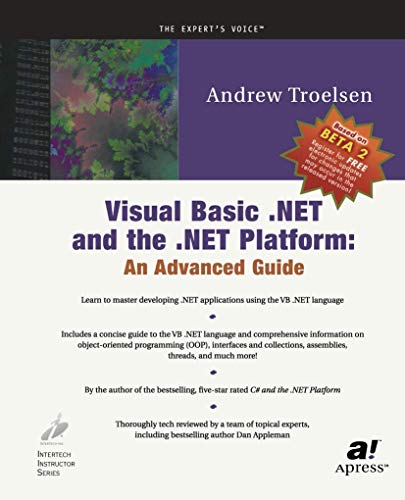 THE EXPERT'S VOICE™
Andrew Troelsen
Based on
BETA 2
Register for FREE
electronic updates
for changes that
may occur in the
released version!
Visual Basic .NET
and the .NET Platform:
An Advanced Guide
Learn to master developing .NET applications using the VB .NET language
Includes a concise guide to the VB .NET language and comprehensive information on
object-oriented programming (OOP), interfaces and collections, assemblies,
threads, and much more!
By the author of the bestselling, five-star rated C# and the .NET Platform
Thoroughly tech reviewed by a team of topical experts,
including bestselling author Dan Appleman
INTERTECH
INTERTECH
INSTRUCTOR
SERIES
a!
Apress™